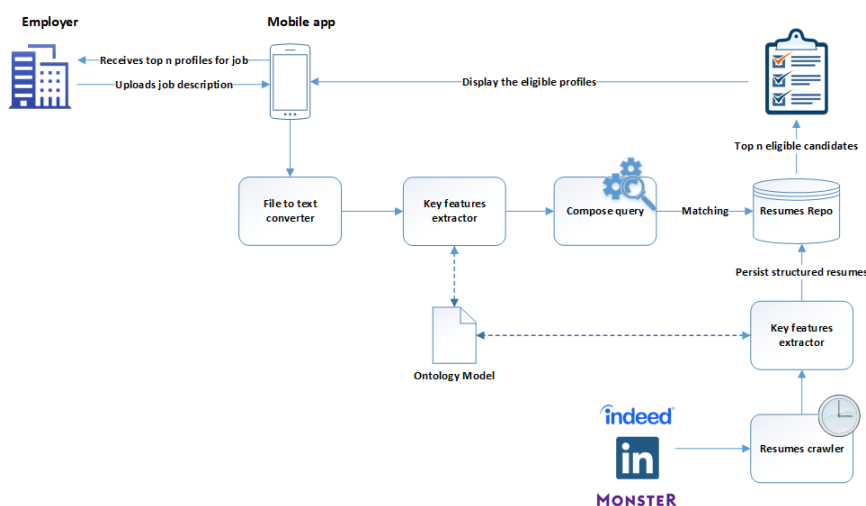 Employer
Mobile app
Receives top n profiles for job
Uploads job description
Display the eligible profiles
Top n eligible candidates
File to text
converter
Key features
extractor
Compose query
Matching
Resumes Repo
Persist structured resumes
Key features
extractor
Ontology Model
indeed
in
Resumes crawler
MONSTER